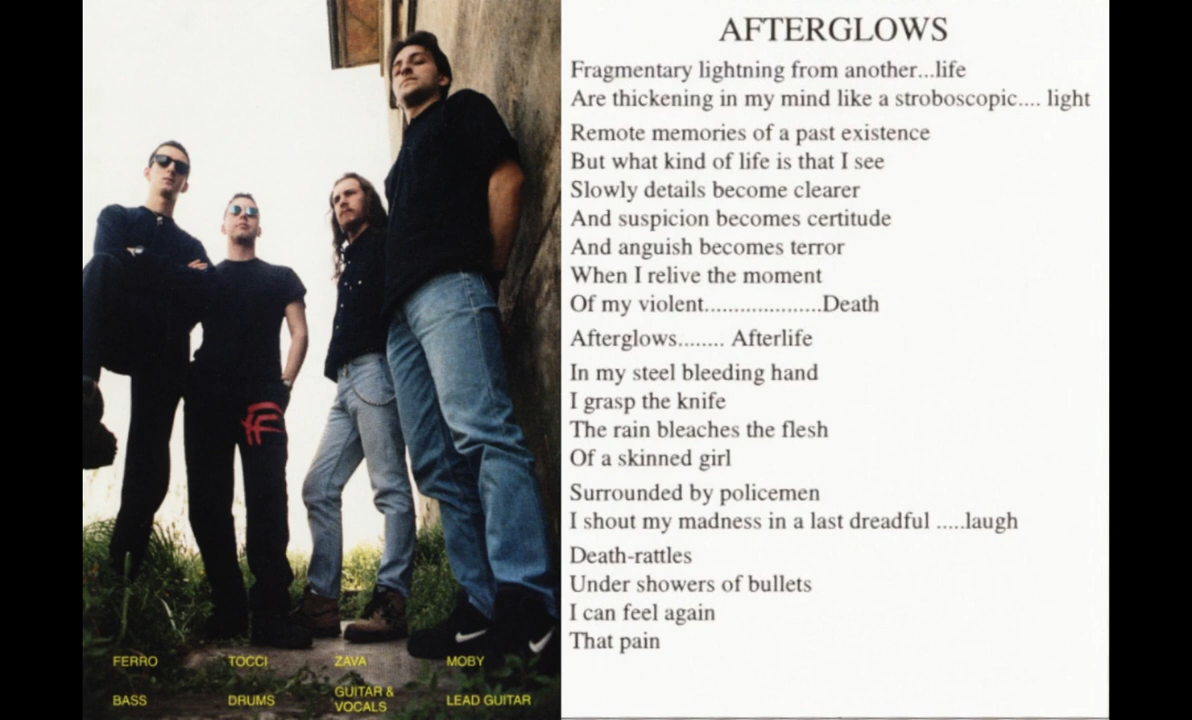 FERRO
BASS
TOCCI
DRUMS
ZAVA
GUITAR &
VOCALS
MOBY
LEAD GUITAR
AFTERGLOWS
Fragmentary lightning from another...life
Are thickening in my mind like a stroboscopic.... light
Remote memories of a past existence
But what kind of life is that I see
Slowly details become clearer
And suspicion becomes certitude
And anguish becomes terror
When I relive the moment
Of my violent....................Death
Afterglows........ Afterlife
In my steel bleeding hand
I grasp the knife
The rain bleaches the flesh
Of a skinned girl
Surrounded by policemen
I shout my madness in a last dreadful .....laugh
Death-rattles
Under showers of bullets
I can feel again
That pain